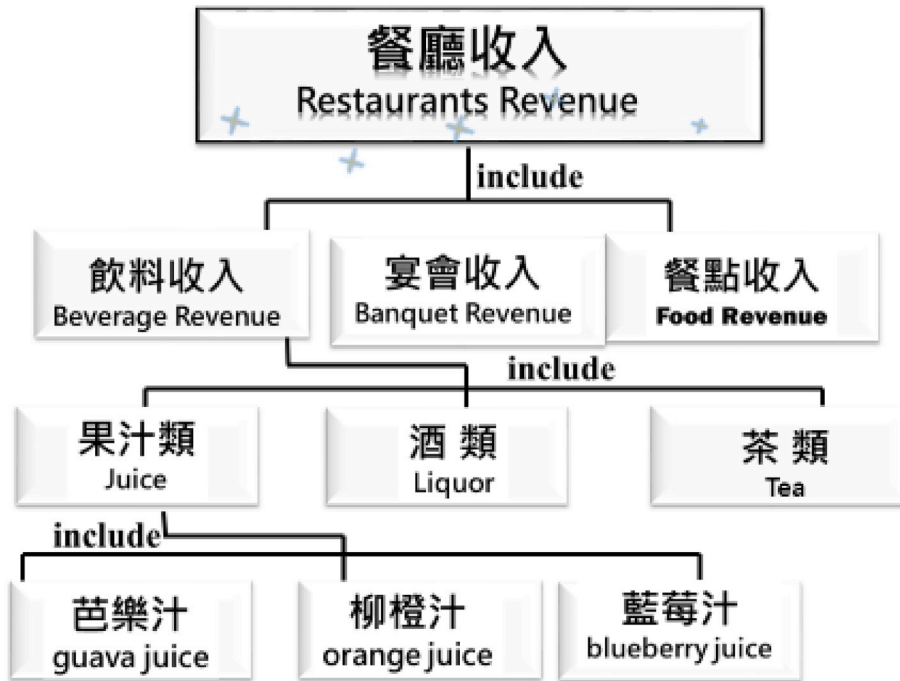 餐廳收入
Restaurants Revenue
include
飲料收入
Beverage Revenue
宴會收入
Banquet Revenue
餐點收入
Food Revenue
include
果汁類
Juice
酒 類
Liquor
茶 類
Tea
include
芭樂汁
guava juice
柳橙汁
orange juice
藍莓汁
blueberry juice